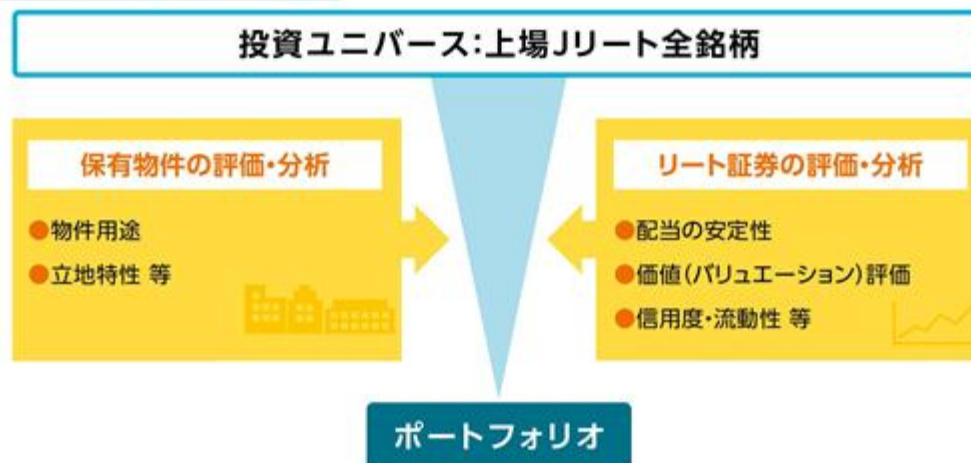 投資ユニバース:上場Jリート全銘柄
保有物件の評価・分析
●物件用途
●立地特性 等
リート証券の評価・分析
●配当の安定性
●価値(バリュエーション)評価
●信用度・流動性 等
ポートフォリオ